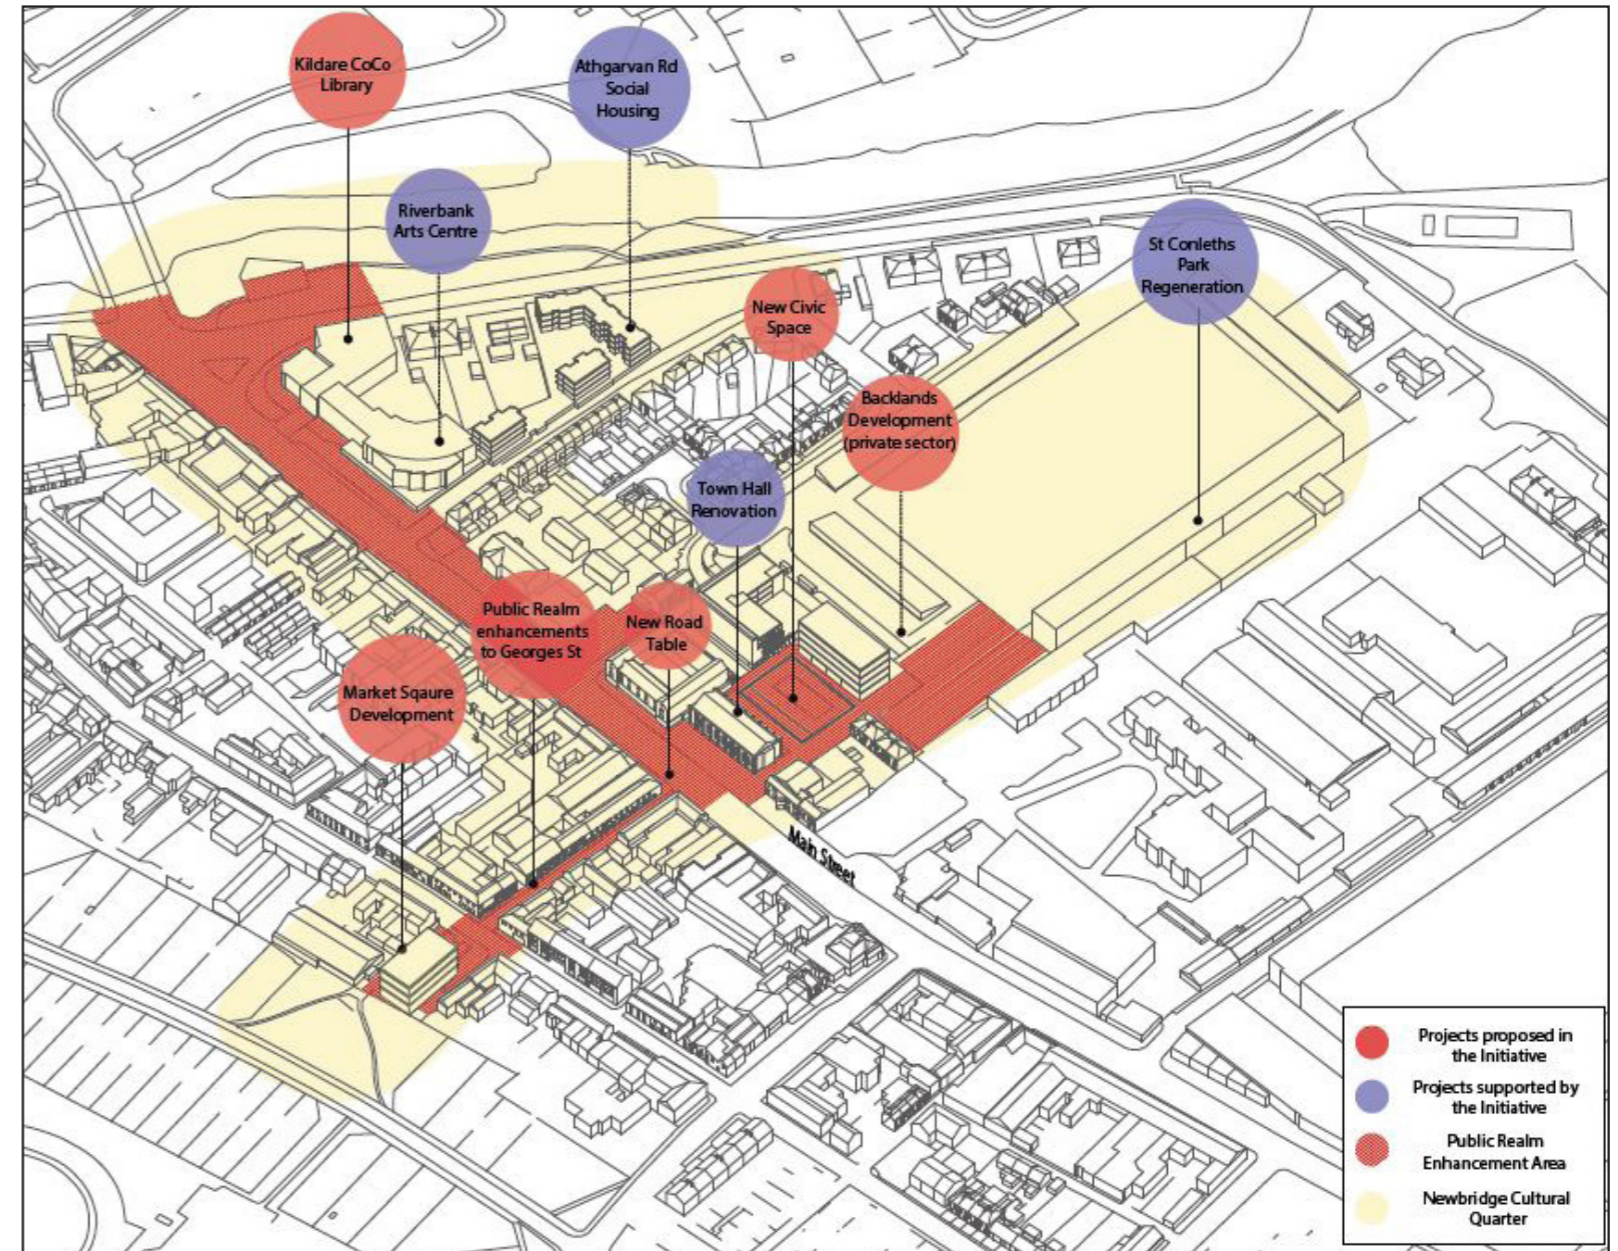 Kildare CoCo
Library
Athgarvan Rd
Social
Housing
Riverbank
Arts Centre
St Conleths
Park
Regeneration
New Civic
Space
Backlands
Development
(private sector)
Town Hall
Renovation
Public Realm
enhancements
to Georges St
New Road
Table
Market Sqaure
Development
Main Street
Projects proposed in
the Initiative
Projects supported by
the Initiative
Public Realm
Enhancement Area
Newbridge Cultural
Quarter